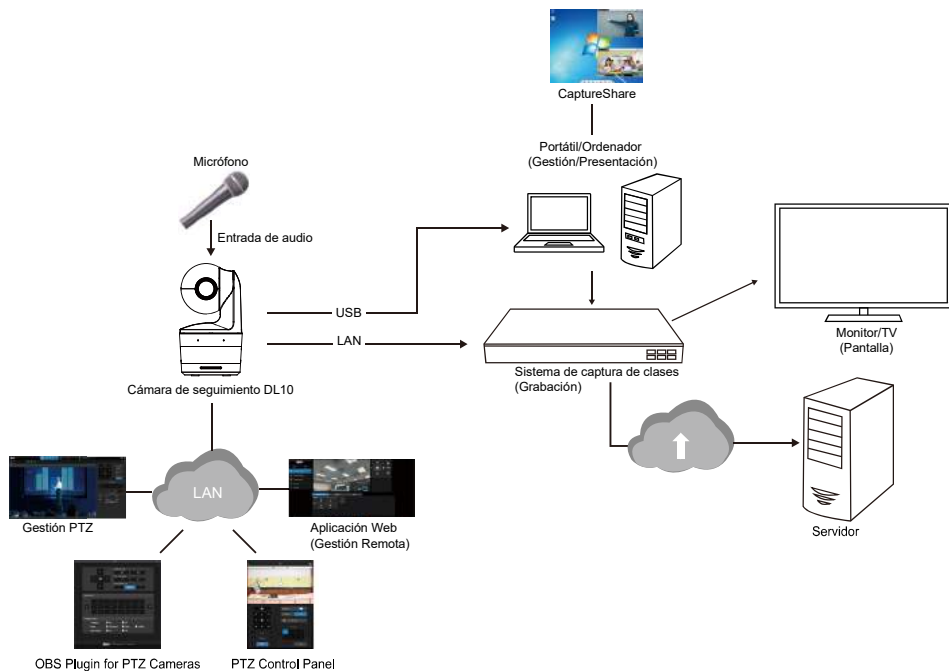 CaptureShare
Portátil/Ordenador
(Gestión/Presentación)
Micrófono
Entrada de audio
USB
LAN
Cámara de seguimiento DL10
Sistema de captura de clases
(Grabación)
Monitor/TV
(Pantalla)
Servidor
LAN
Gestión PTZ
Aplicación Web
(Gestión Remota)
OBS Plugin for PTZ Cameras
PTZ Control Panel